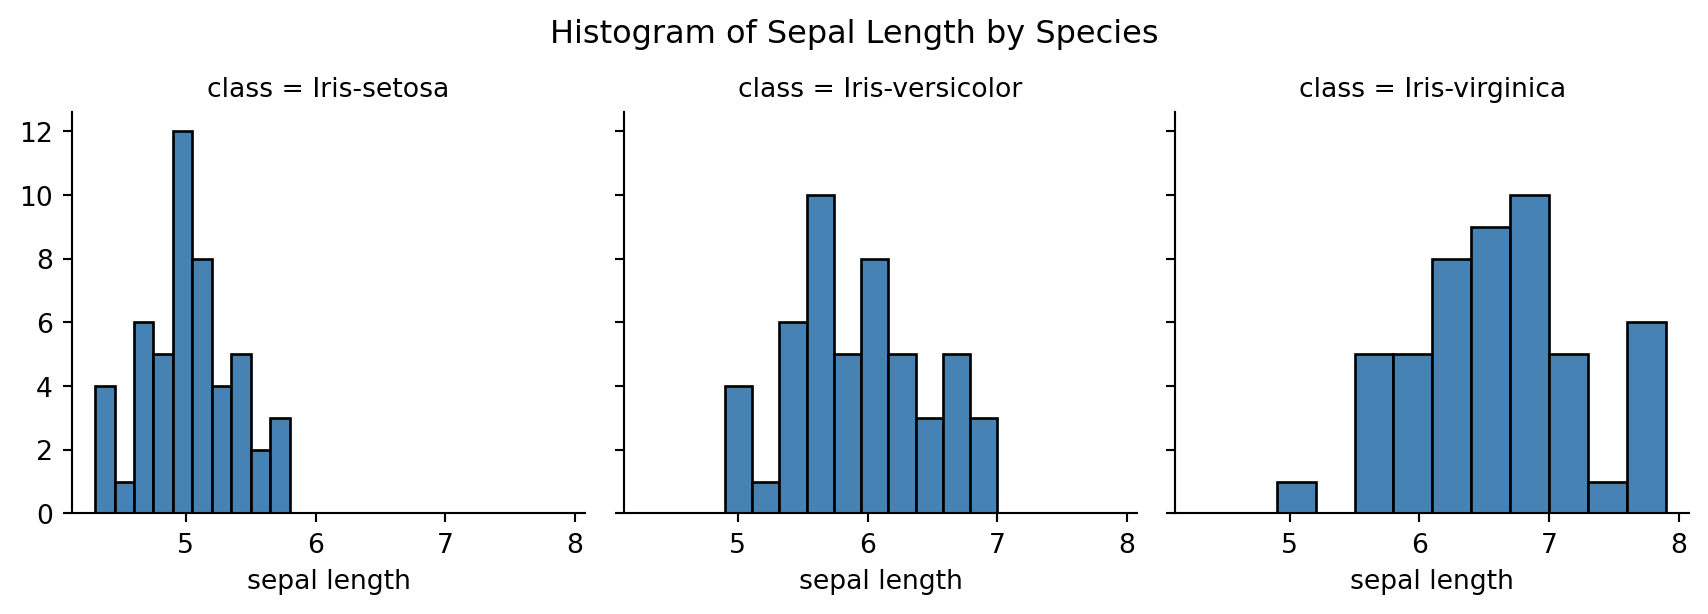 Histogram of Sepal Length by Species
class = Iris-setosa
class = Iris-versicolor
class = Iris-virginica
12
10
8
6
4
2
0
5 6 7 8
5 6 7 8
5 6 7 8
sepal length
sepal length
sepal length